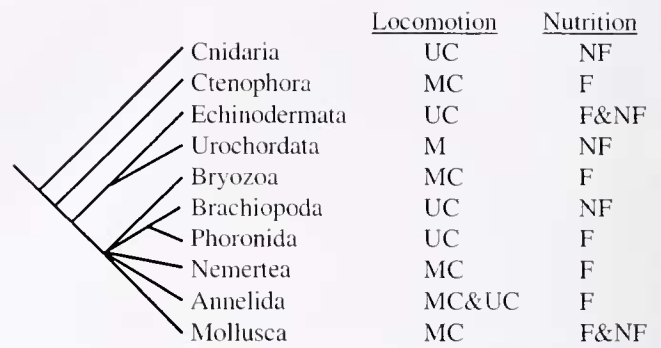 Locomotion Nutrition
Cnidaria UC NF
Ctenophora MC F
Echinodermata UC F&NF
Urochordata M NF
Bryozoa MC F
Brachiopoda UC NF
Phoronida UC F
Nemertea MC F
Annelida MC&UC F
Mollusca MC F&NF